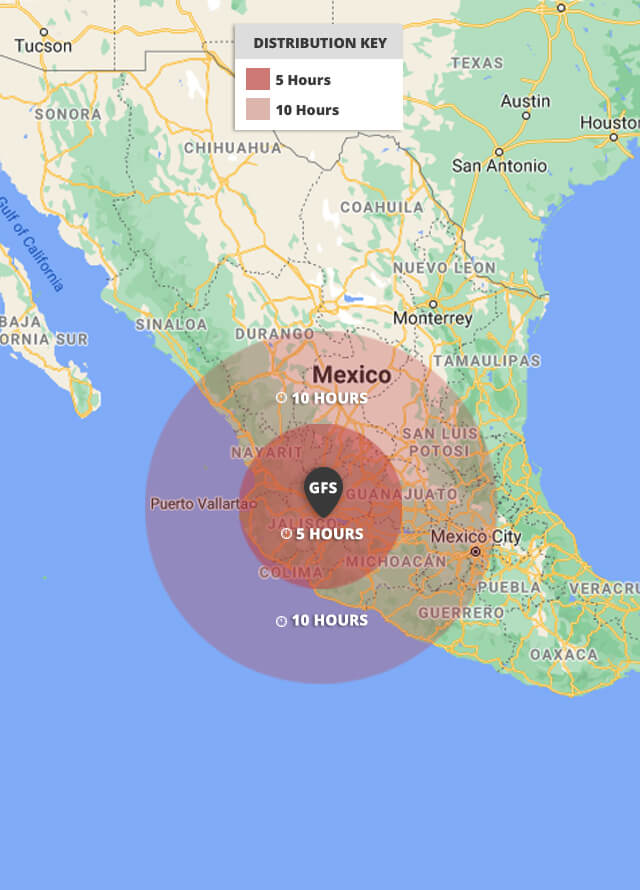 DISTRIBUTION KEY
5 Hours
10 Hours
Tucson
TEXAS
Austin
SONORA
Houston
CHIHUAHUA
San Antonio
COAHUILA
Gulf of California
NUEVO LEON
Monterrey
BAJA
ORNIA SUR
SINALOA
DURANGO
TAMAULIPAS
Mexico
10 HOURS
SAN LUIS
POTOSI
NAYARIT
GFS
GUANAJUATO
Puerto Vallarta
JALISCO
5 HOURS
Mexico City
MICHOACÁN
COLIMA
PUEBLA
VERACRU
10 HOURS
GUERRERO
OAXACA